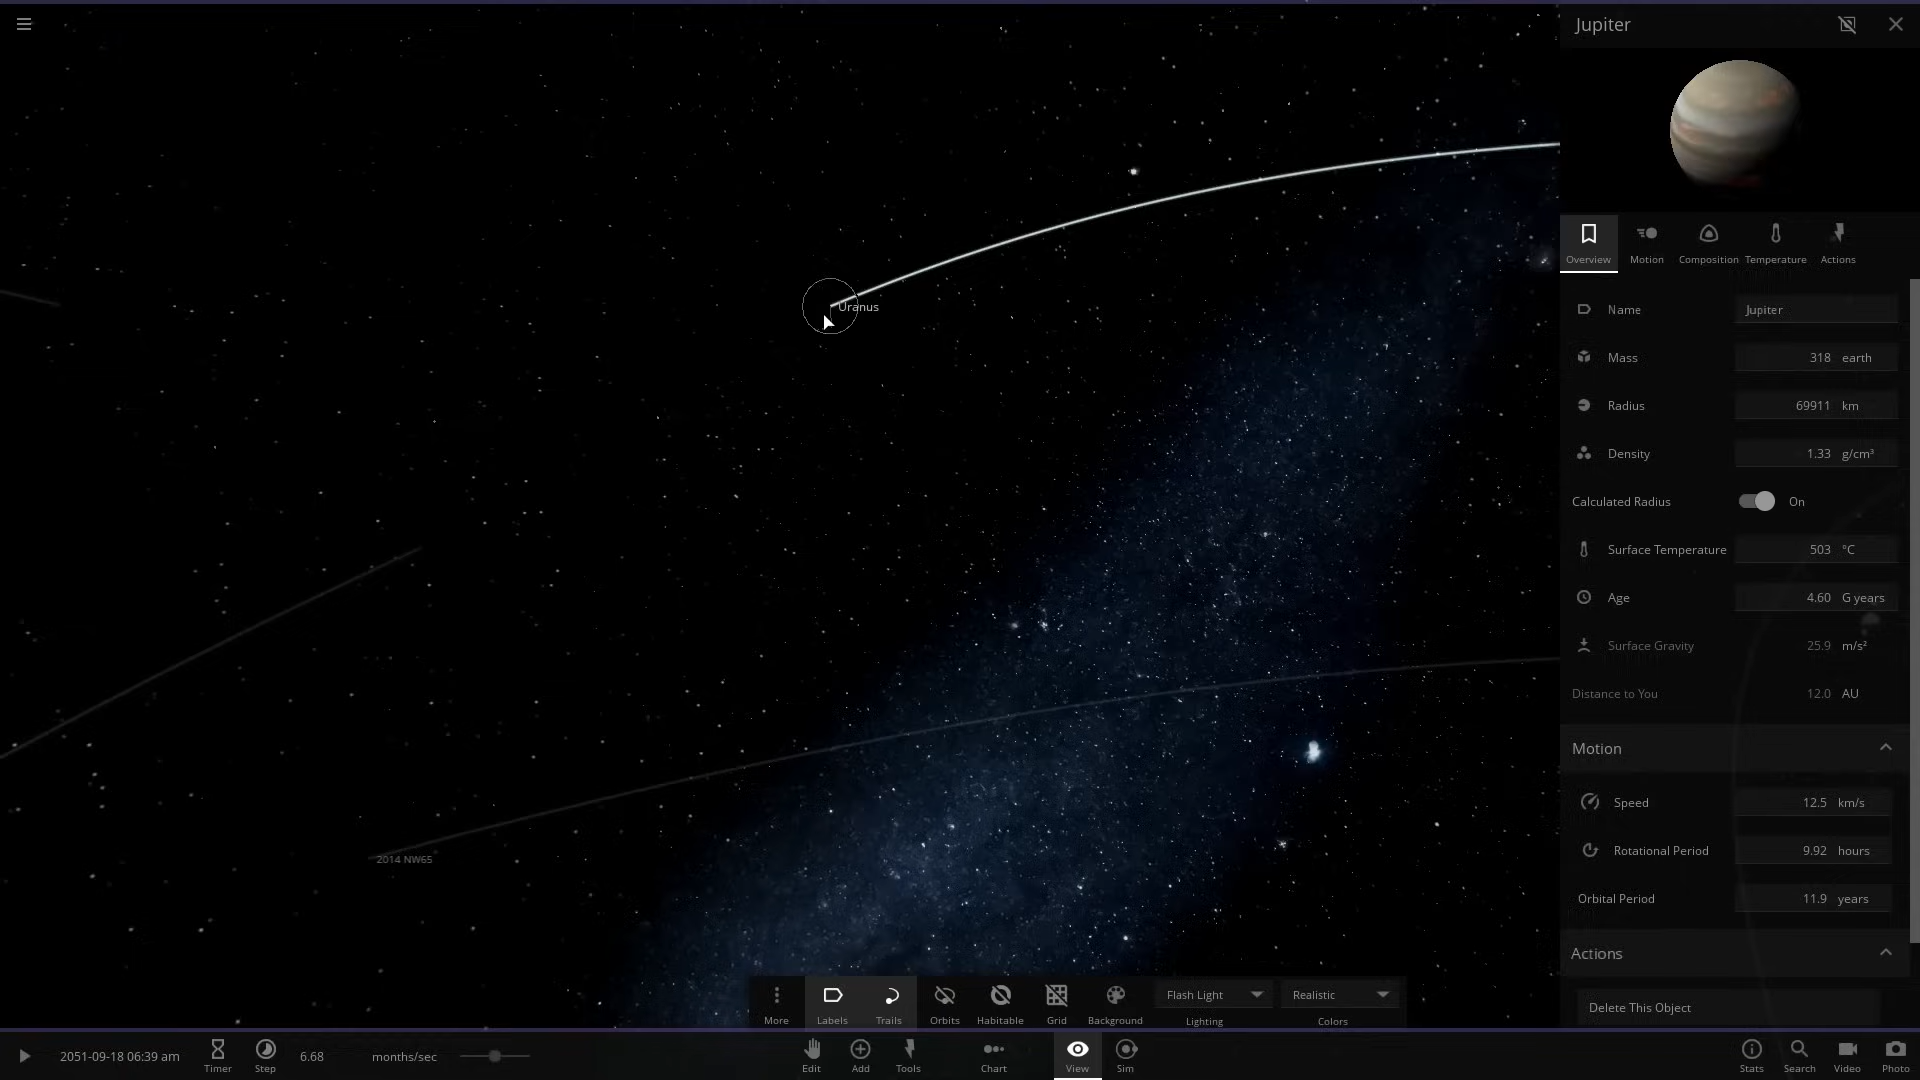 Jupiter
Overview Motion Composition Temperature Actions
Uranus
Name Jupiter
Mass 318 earth
Radius 69911 km
Density 1.33 g/cm³
Calculated Radius On
Surface Temperature 503 °C
Age 4.60 G years
Surface Gravity 25.9 m/s²
Distance to You 12.0 AU
Motion
Speed 12.5 km/s
Rotational Period 9.92 hours
2014 NW65
Orbital Period 11.9 years
Actions
Delete This Object
More Labels Trails Orbits Habitable Grid Background
Flash Light Realistic
Lighting Colors
2051-09-18 06:39 am Timer Step 6.68 months/sec
Edit Add Tools Chart View Sim
Stats Search Video Photo